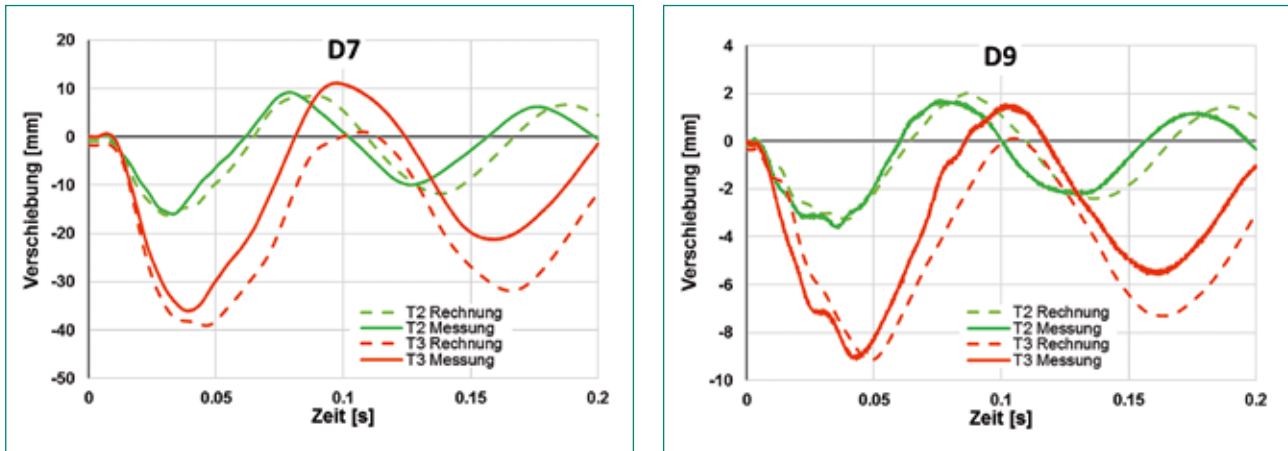 D7
20
10
0
-10
-20
-30
-40
-50
Verschiebung [mm]
T2 Rechnung
T2 Messung
T3 Rechnung
T3 Messung
0 0.05 0.1 0.15 0.2
Zeit [s]
D9
4
2
0
-2
-4
-6
-8
-10
Verschiebung [mm]
T2 Rechnung
T2 Messung
T3 Rechnung
T3 Messung
0 0.05 0.1 0.15 0.2
Zeit [s]